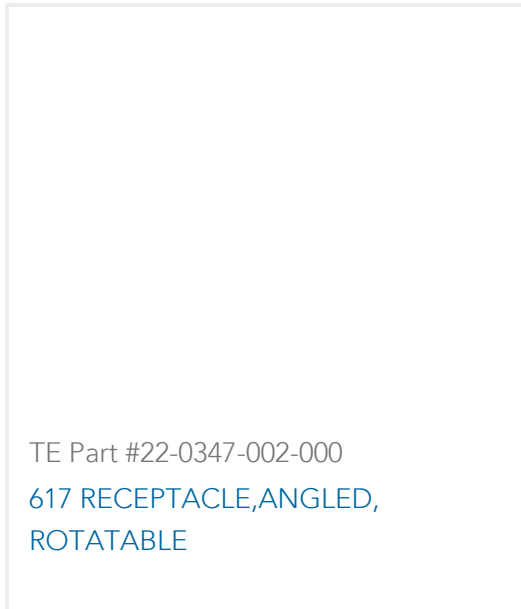 TE Part #22-0347-002-000
617 RECEPTACLE,ANGLED,
ROTATABLE